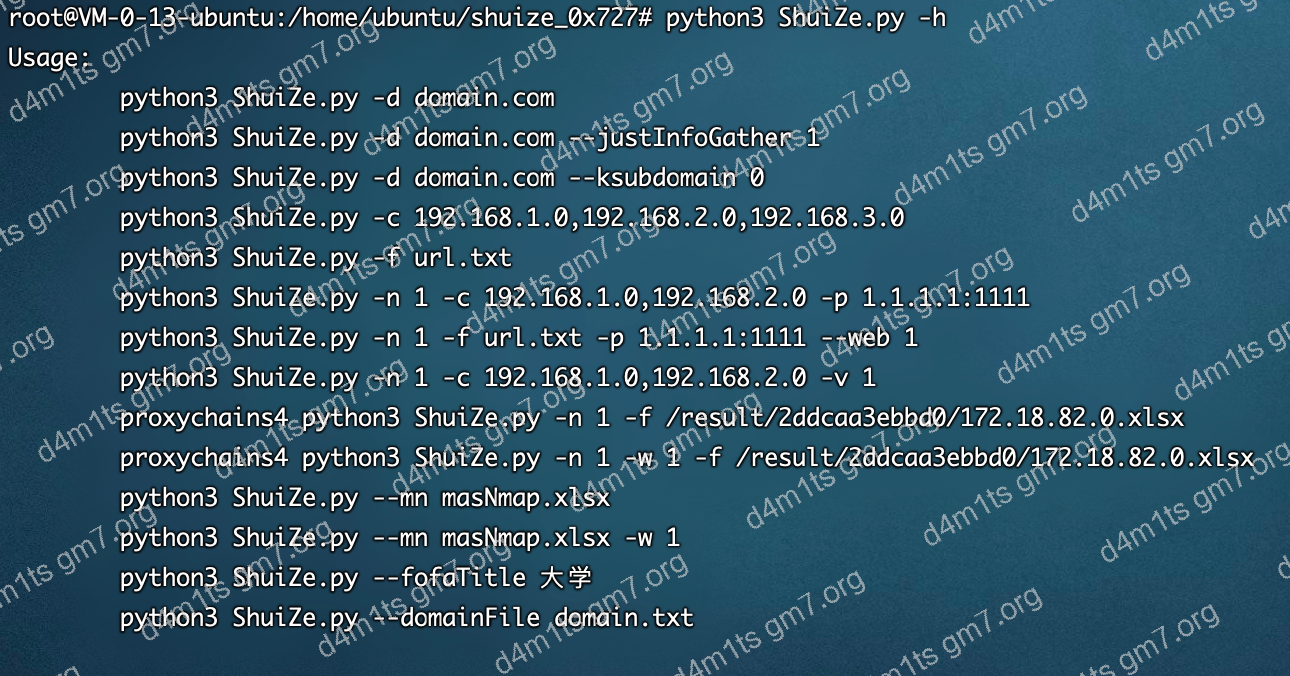 root@VM-0-13-ubuntu:/home/ubuntu/shuize_0x727# python3 ShuiZe.py -h
Usage:
python3 ShuiZe.py -d domain.com
python3 ShuiZe.py -d domain.com --justInfoGather 1
python3 ShuiZe.py -d domain.com --ksubdomain 0
python3 ShuiZe.py -c 192.168.1.0,192.168.2.0,192.168.3.0
python3 ShuiZe.py -f url.txt
python3 ShuiZe.py -n 1 -c 192.168.1.0,192.168.2.0 -p 1.1.1.1:1111
python3 ShuiZe.py -n 1 -f url.txt -p 1.1.1.1:1111 --web 1
python3 ShuiZe.py -n 1 -c 192.168.1.0,192.168.2.0 -v 1
proxychains4 python3 ShuiZe.py -n 1 -f /result/2ddcaa3ebbd0/172.18.82.0.xlsx
proxychains4 python3 ShuiZe.py -n 1 -w 1 -f /result/2ddcaa3ebbd0/172.18.82.0.xlsx
python3 ShuiZe.py --mn masNmap.xlsx
python3 ShuiZe.py --mn masNmap.xlsx -w 1
python3 ShuiZe.py --fofaTitle 大学
python3 ShuiZe.py --domainFile domain.txt
d4m1ts gm7.org